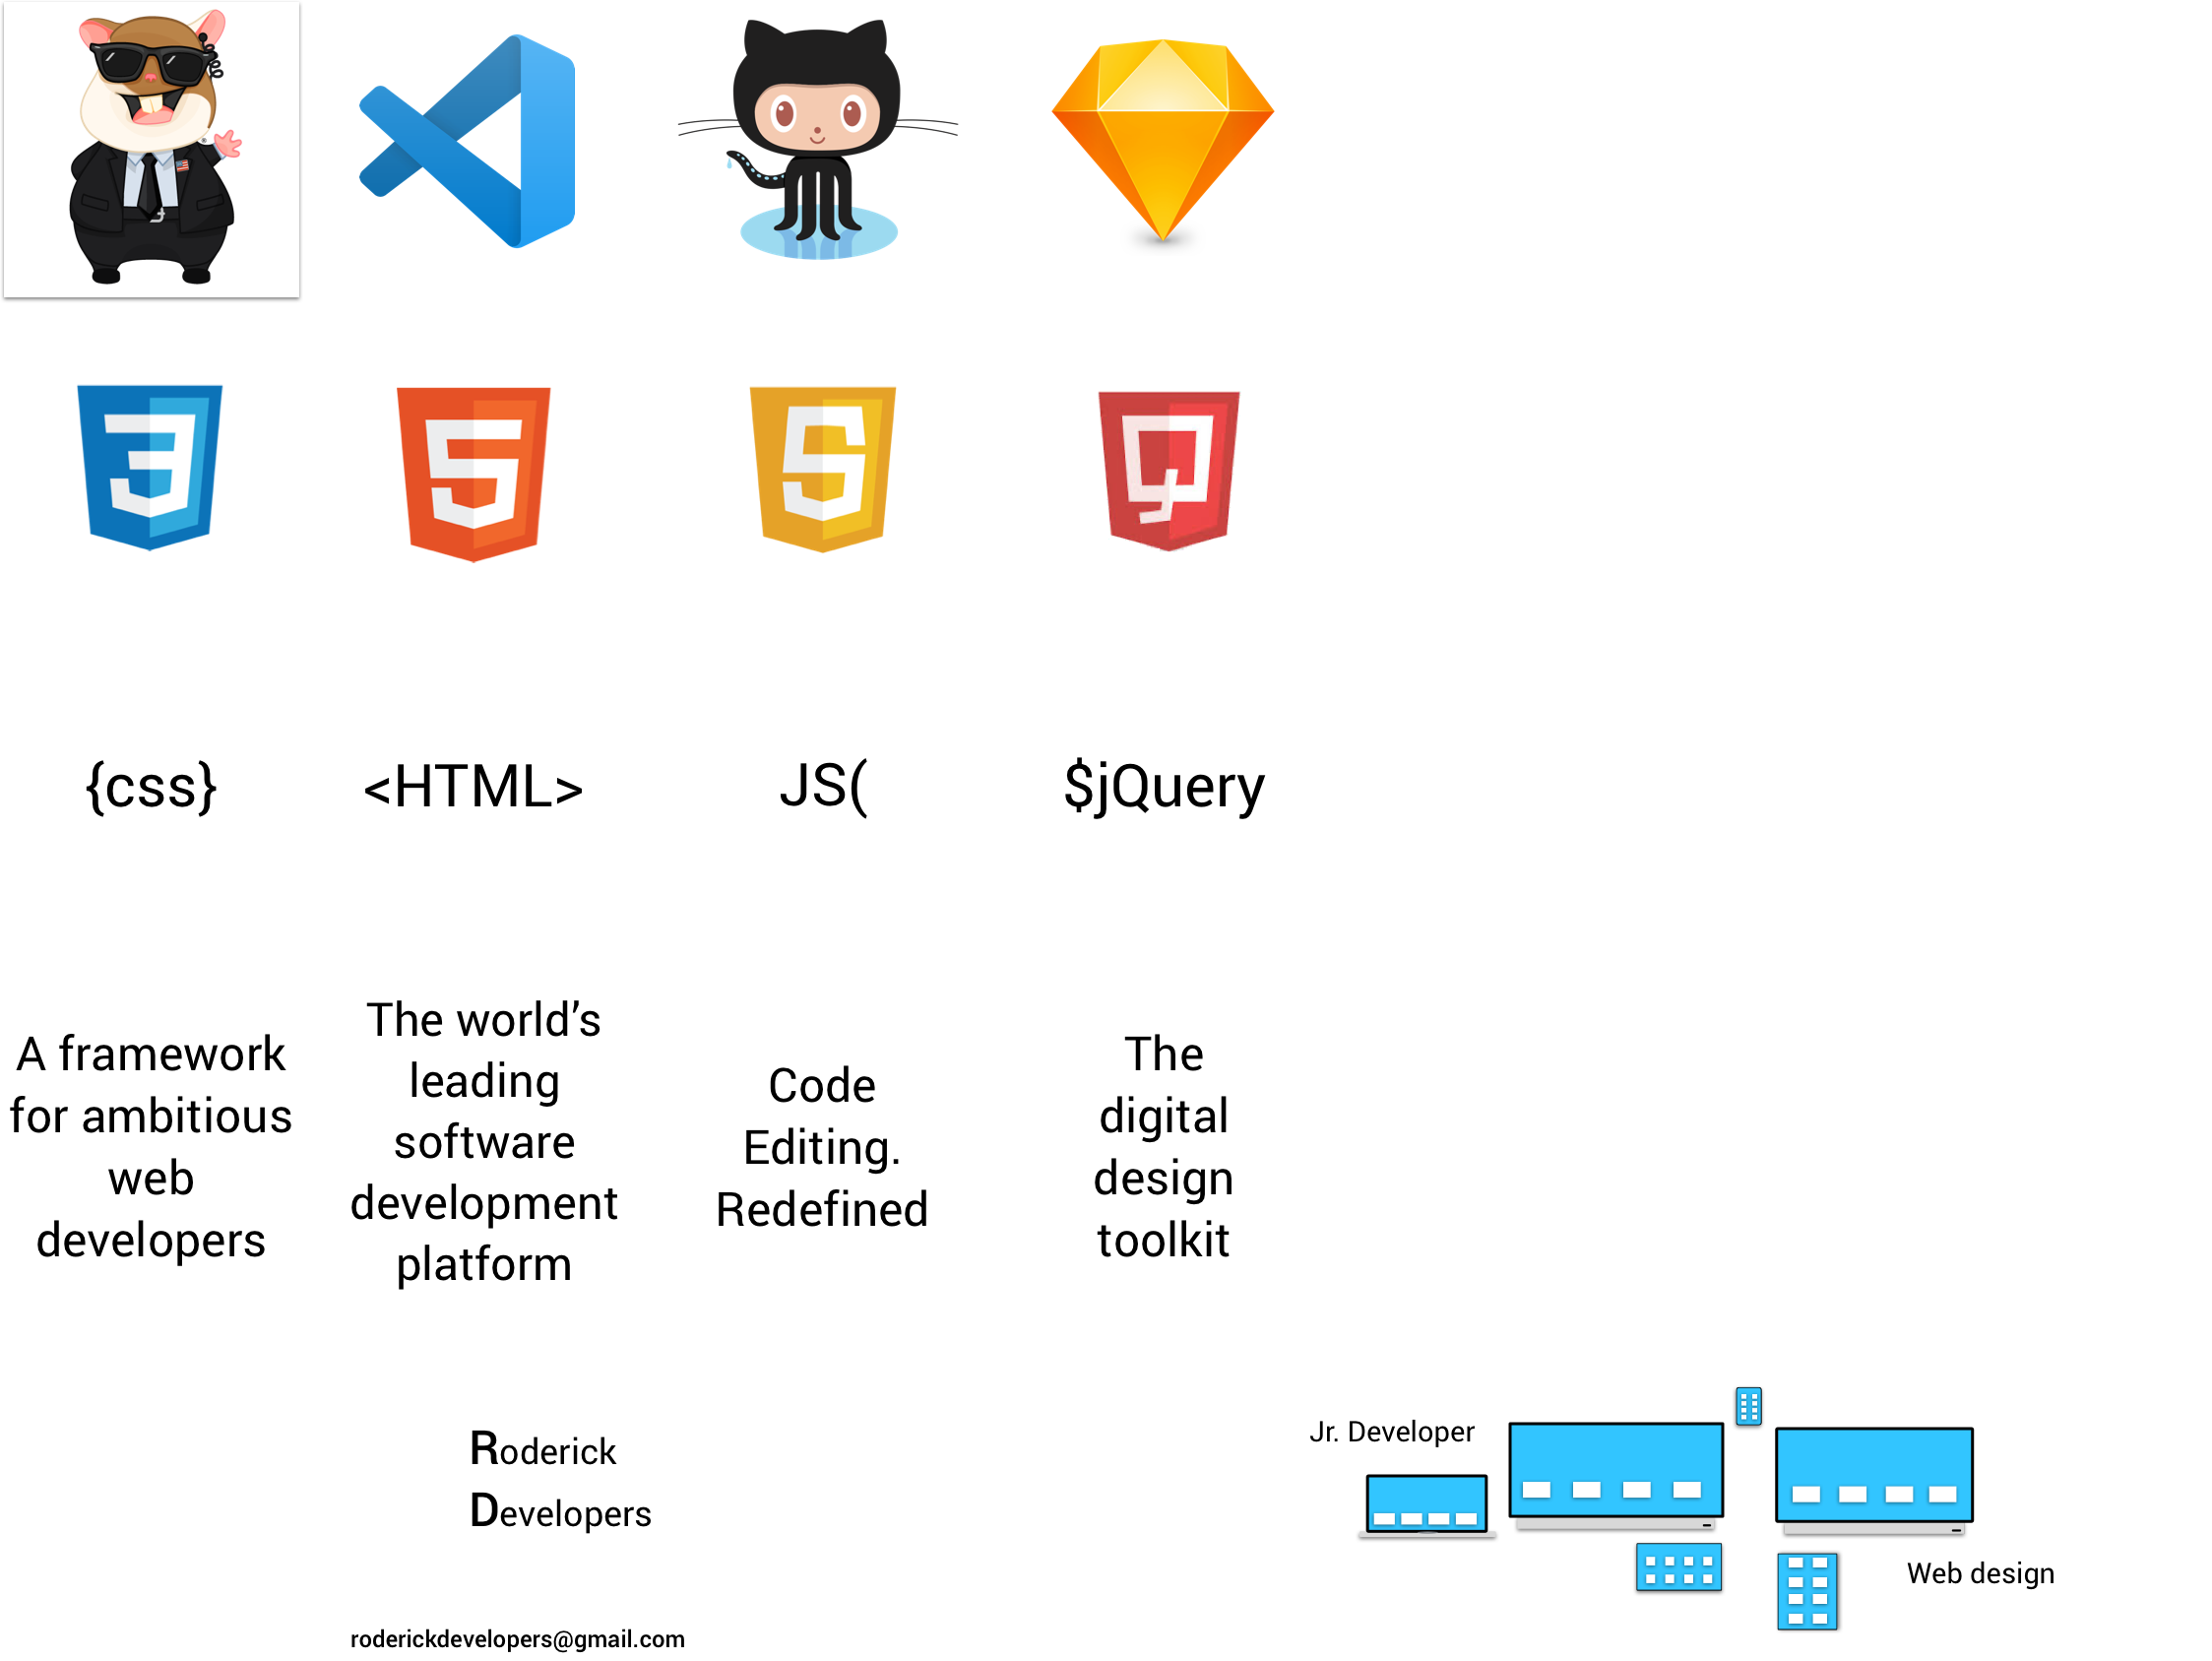 {css}
<HTML>
JS(
$jQuery
A framework
for ambitious
web
developers
The world’s
leading
software
development
platform
Code
Editing.
Redefined
The
digital
design
toolkit
Roderick
Developers
roderickdevelopers@gmail.com
Jr. Developer
Web design